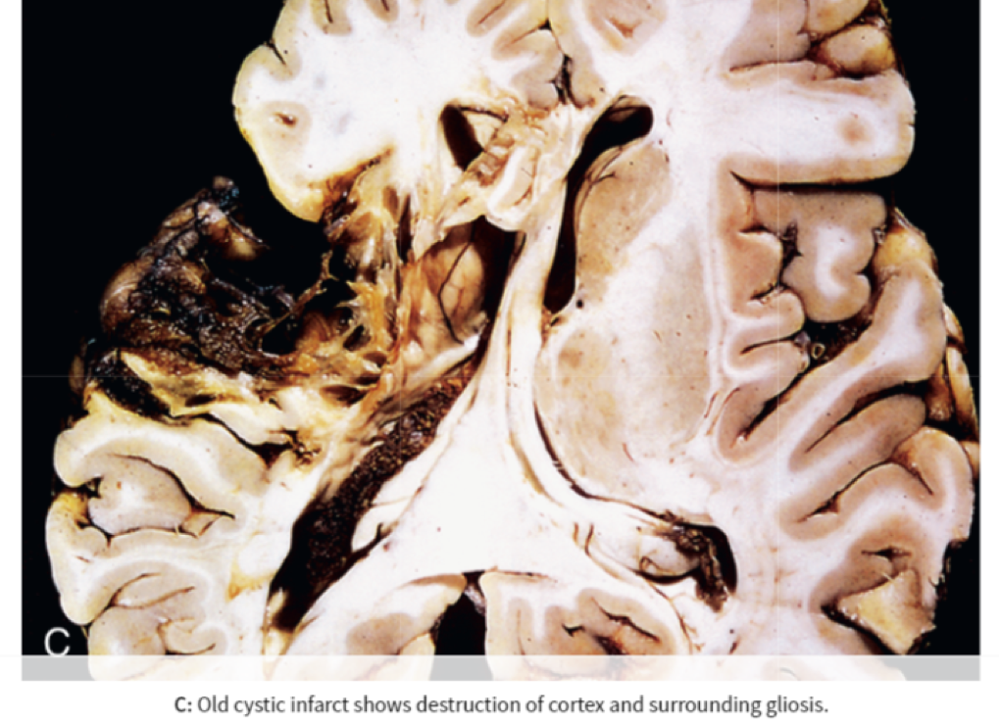 C
C: Old cystic infarct shows destruction of cortex and surrounding gliosis.